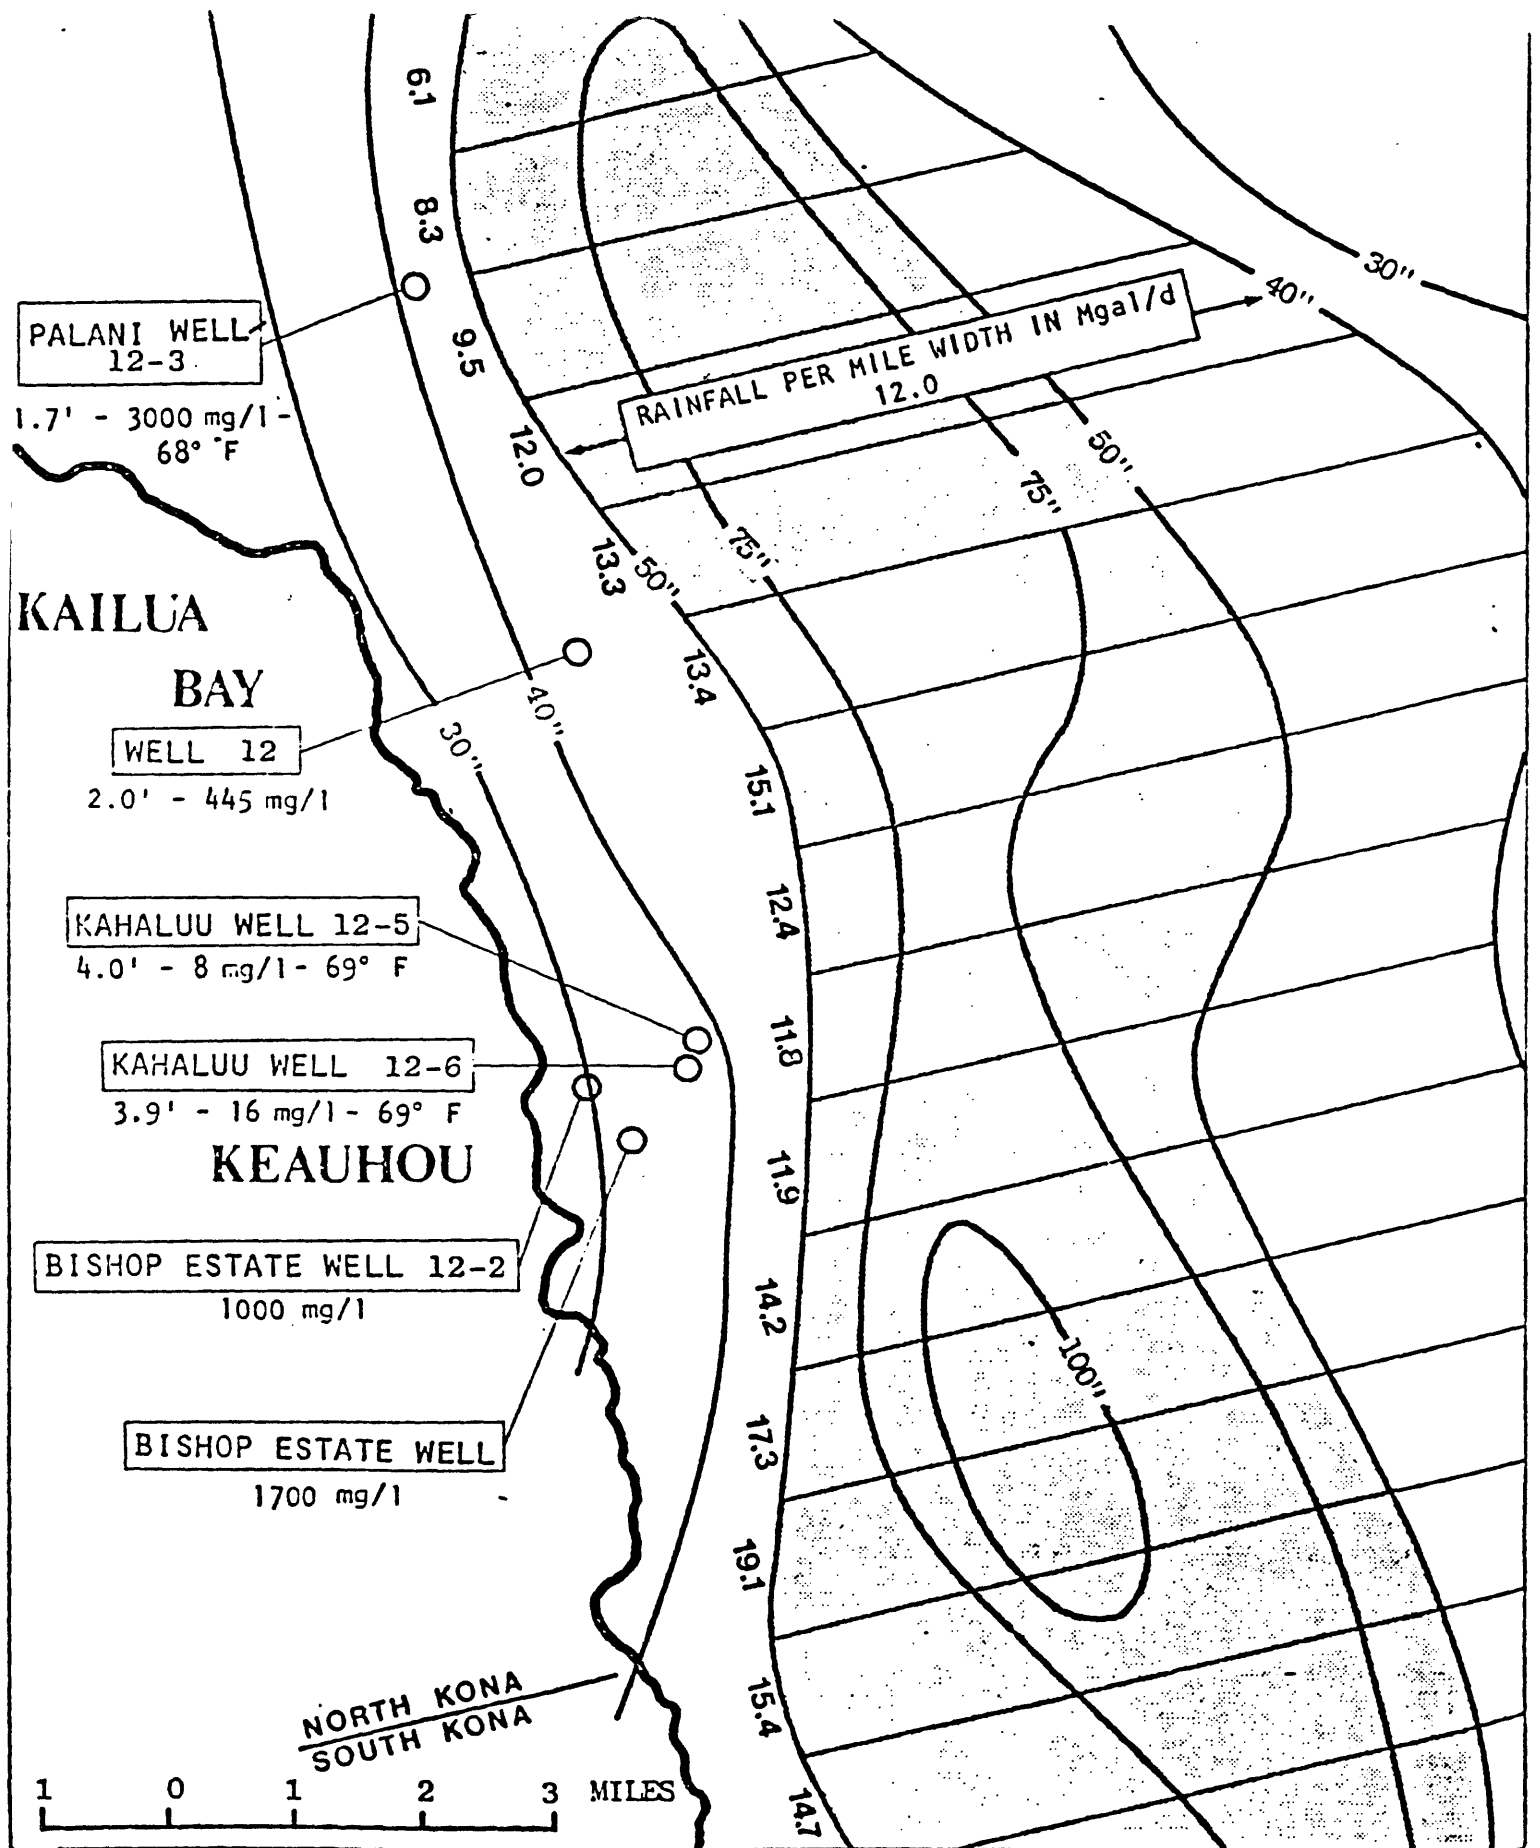 6.1
8.3
30"
40"
PALANI WELL
12-3
9.5
RAINFALL PER MILE WIDTH IN Mgal/d
12.0
1.7' - 3000 mg/l -
68° F
12.0
50"
75"
75"
13.3
50"
KAILUA
BAY
13.4
40"
30"
WELL 12
2.0' - 445 mg/l
15.1
KAHALUU WELL 12-5
4.0' - 8 mg/l - 69° F
12.4
11.8
KAHALUU WELL 12-6
3.9' - 16 mg/l - 69° F
KEAUHOU
11.9
BISHOP ESTATE WELL 12-2
1000 mg/l
14.2
100"
BISHOP ESTATE WELL
1700 mg/l
17.3
19.1
NORTH KONA
SOUTH KONA
15.4
1 0 1 2 3 MILES
14.7